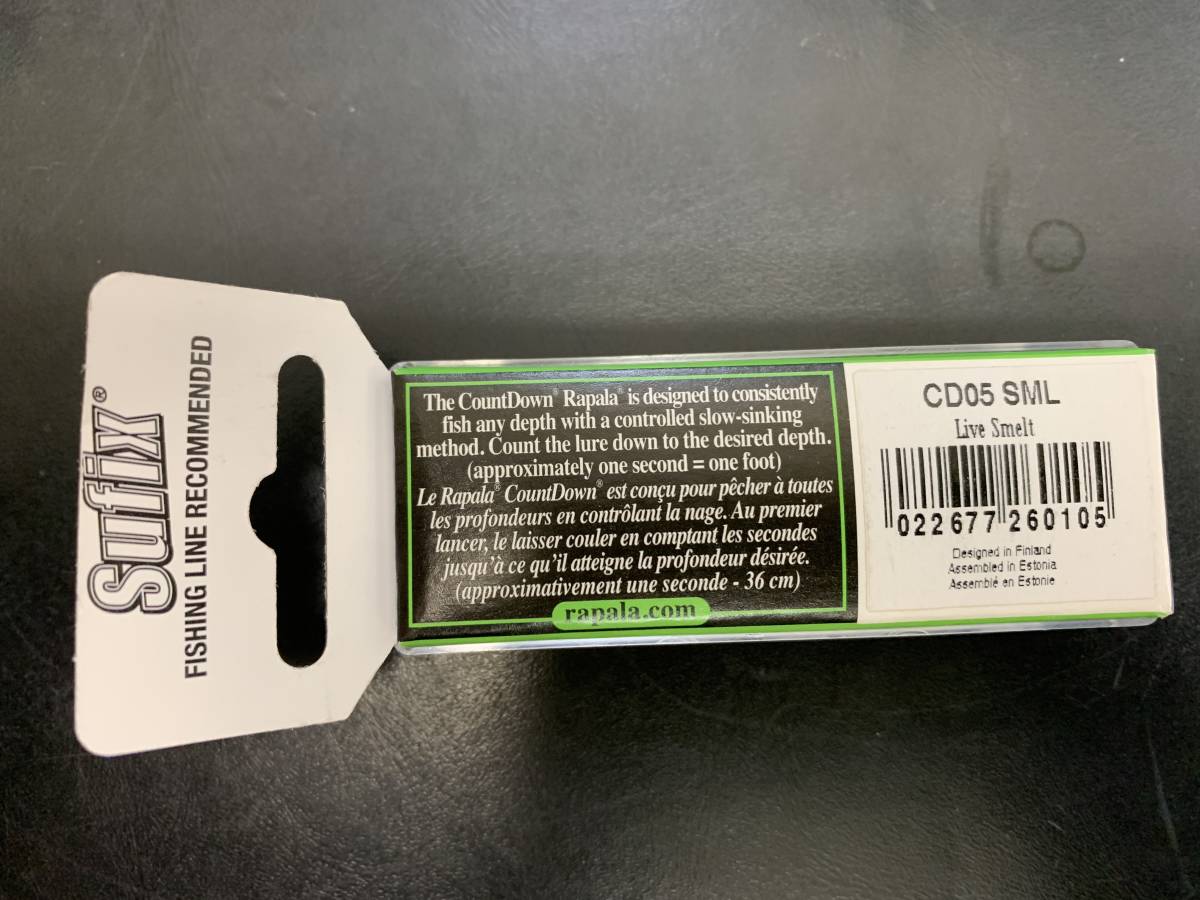 Sufix®
FISHING LINE RECOMMENDED
The CountDown® Rapala® is designed to consistently
fish any depth with a controlled slow-sinking
method. Count the lure down to the desired depth.
(approximately one second = one foot)
Le Rapala® CountDown® est conçu pour pêcher à toutes
les profondeurs en contrôlant la nage. Au premier
lancer, le laisser couler en comptant les secondes
jusqu'à ce qu'il atteigne la profondeur désirée.
(approximativement une seconde - 36 cm)
rapala.com
CD05 SML
Live Smelt
022677 260105
Designed in Finland
Assembled in Estonia
Assemblé en Estonie